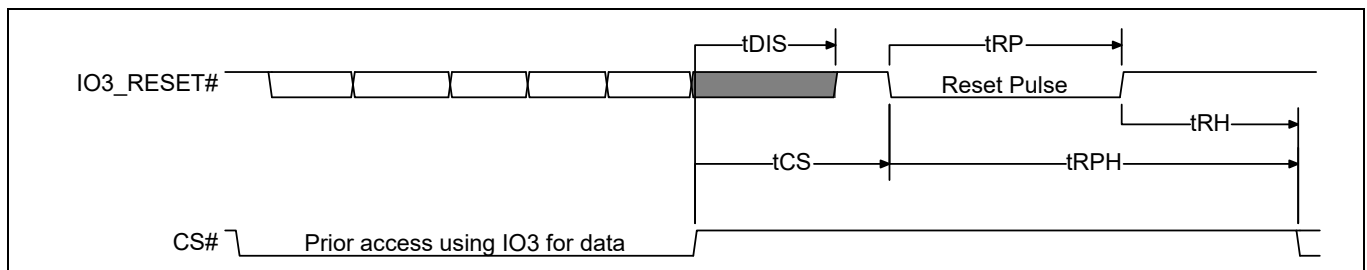 tDIS
tRP
IO3_RESET#
Reset Pulse
tRH
tCS
tRPH
CS#
Prior access using IO3 for data